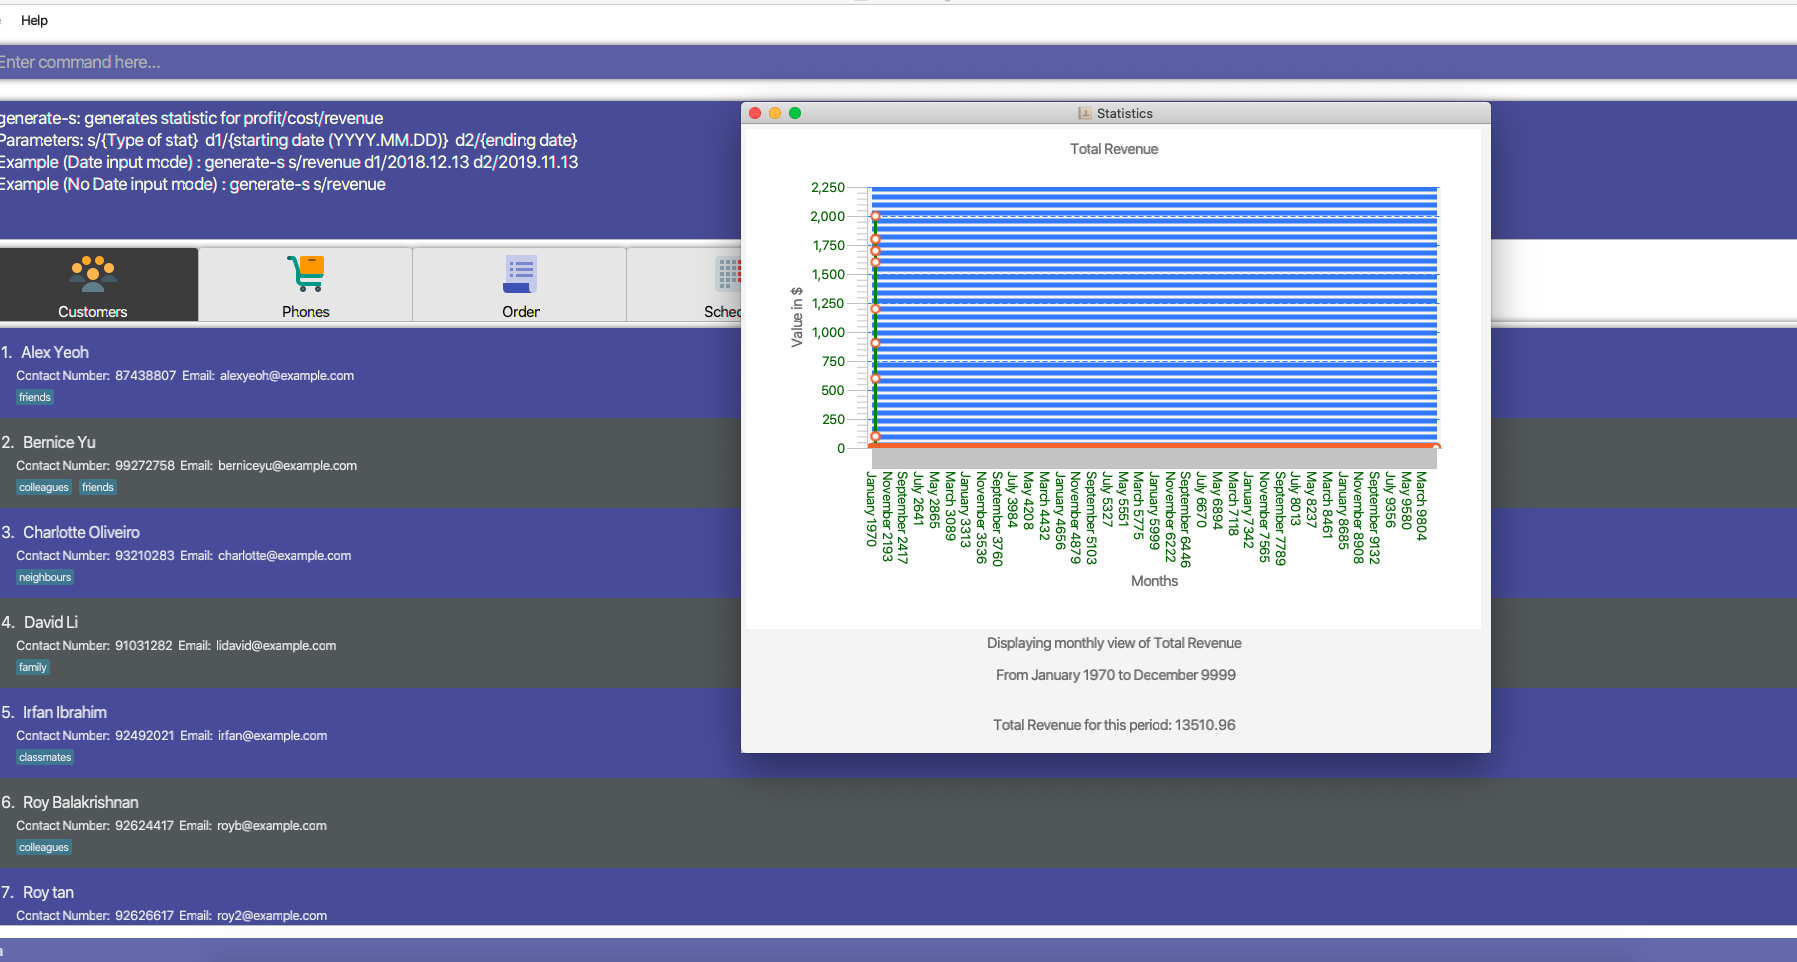 Help
Enter command here...
generate-s: generates statistic for profit/cost/revenue
Parameters: s/{Type of stat} d1/{starting date (YYYY.MM.DD)} d2/{ending date}
Example (Date input mode) : generate-s s/revenue d1/2018.12.13 d2/2019.11.13
Example (No Date input mode) : generate-s s/revenue
Customers
Phones
Order
1. Alex Yeoh
Contact Number: 87438807 Email: alexyeoh@example.com
friends
2. Bernice Yu
Contact Number: 99272758 Email: berniceyu@example.com
colleagues friends
3. Charlotte Oliveiro
Contact Number: 93210283 Email: charlotte@example.com
neighbours
4. David Li
Contact Number: 91031282 Email: lidavid@example.com
family
5. Irfan Ibrahim
Contact Number: 92492021 Email: irfan@example.com
classmates
6. Roy Balakrishnan
Contact Number: 92624417 Email: royb@example.com
colleagues
7. Roy tan
Contact Number: 92626617 Email: roy2@example.com
Statistics
Total Revenue
Value in $
2,250
2,000
1,750
1,500
1,250
1,000
750
500
250
0
January 1970
November 2193
September 2417
July 2641
May 2865
March 3089
January 3313
November 3536
September 3760
July 3984
May 4208
March 4432
January 4656
November 4879
September 5103
July 5327
May 5551
March 5775
January 5999
November 6222
September 6446
July 6670
May 6894
March 7118
January 7342
November 7565
September 7789
July 8013
May 8237
March 8461
January 8685
November 8908
September 9132
July 9356
May 9580
March 9804
Months
Displaying monthly view of Total Revenue
From January 1970 to December 9999
Total Revenue for this period: 13510.96